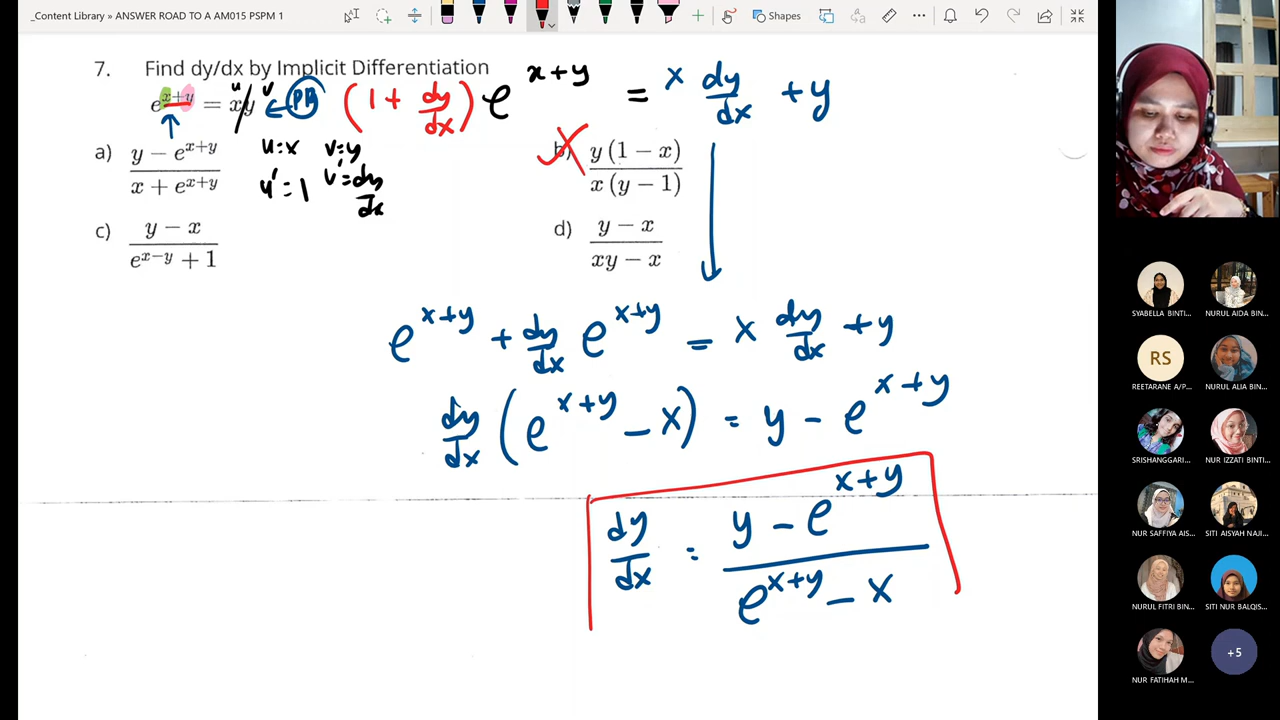 _Content Library » ANSWER ROAD TO A AM015 PSPM 1
Shapes
7. Find dy/dx by Implicit Differentiation
e^{x+y} = xy
u v
PR
(1 + dy/dx) e^{x+y} = x dy/dx + y
a) (y − e^{x+y})/(x + e^{x+y})
u=x v=y
u'=1 v'=dy/dx
b) (y (1 − x))/(x (y − 1))
c) (y − x)/(e^{x−y} + 1)
d) (y − x)/(xy − x)
e^{x+y} + dy/dx e^{x+y} = x dy/dx + y
dy/dx (e^{x+y} − x) = y − e^{x+y}
dy/dx = (y − e^{x+y})/(e^{x+y} − x)
SYABELLA BINTI...
NURUL AIDA BIN...
RS
REETARANE A/P...
NURUL ALIA BIN...
SRISHANGGARI...
NUR IZZATI BINTI...
NUR SAFFIYA AIS...
SITI AISYAH NAJI...
NURUL FITRI BIN...
SITI NUR BALQIS...
NUR FATIHAH M...
+5